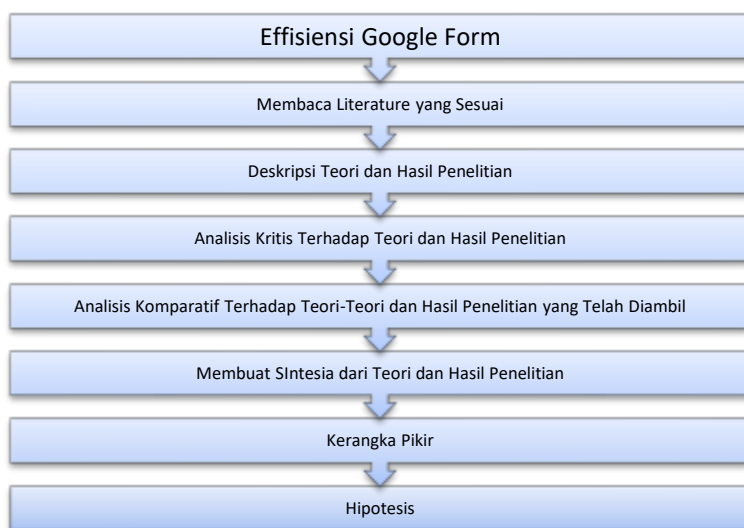 Effisiensi Google Form
Membaca Literature yang Sesuai
Deskripsi Teori dan Hasil Penelitian
Analisis Kritis Terhadap Teori dan Hasil Penelitian
Analisis Komparatif Terhadap Teori-Teori dan Hasil Penelitian yang Telah Diambil
Membuat SIntesia dari Teori dan Hasil Penelitian
Kerangka Pikir
Hipotesis